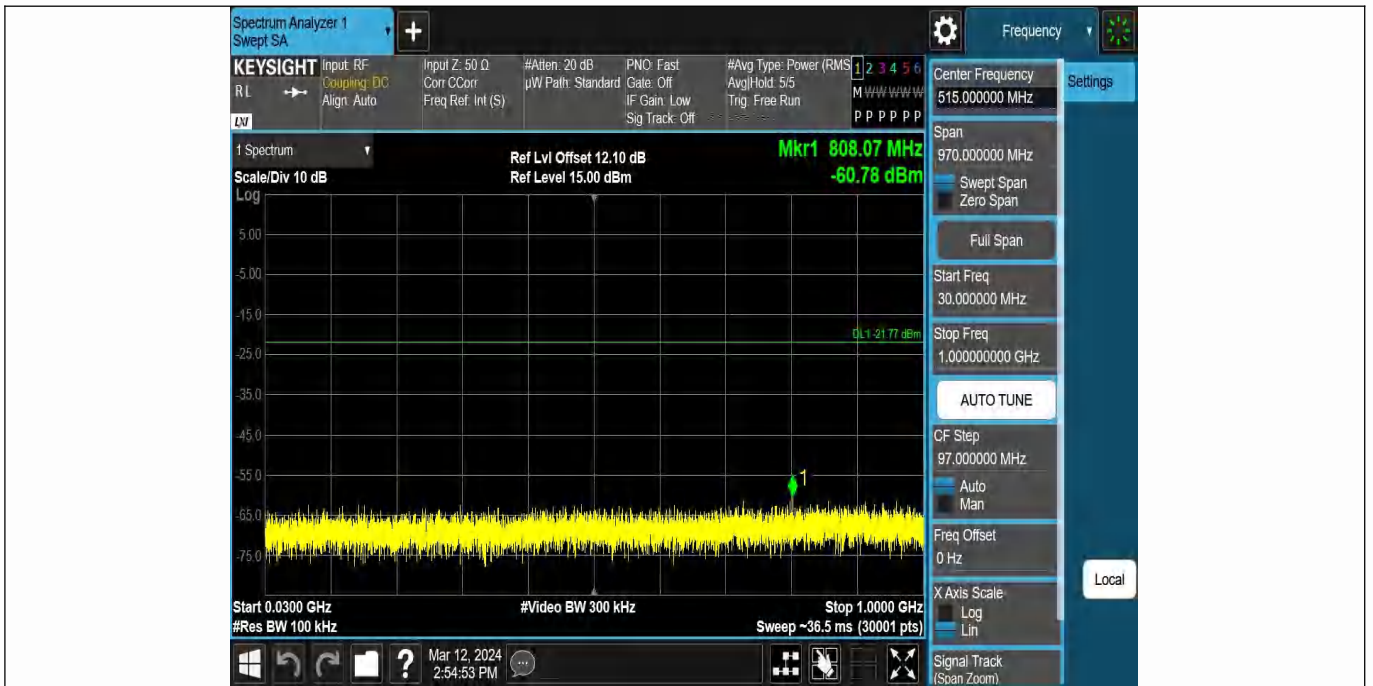 Spectrum Analyzer 1
Swept SA
+
Frequency
KEYSIGHT
RL
LXI
Input: RF
Coupling: DC
Align: Auto
Input Z: 50 Ω
Corr CCorr
Freq Ref: Int (S)
#Atten: 20 dB
µW Path: Standard
PNO: Fast
Gate: Off
IF Gain: Low
Sig Track: Off
#Avg Type: Power (RMS
Avg|Hold: 5/5
Trig: Free Run
1 2 3 4 5 6
M W W W W W
P P P P P P
1 Spectrum
Scale/Div 10 dB
Ref Lvl Offset 12.10 dB
Ref Level 15.00 dBm
Mkr1 808.07 MHz
-60.78 dBm
Log
5.00
-5.00
-15.0
DL1 -21.77 dBm
-25.0
-35.0
-45.0
-55.0
1
-65.0
-75.0
Start 0.0300 GHz
#Res BW 100 kHz
#Video BW 300 kHz
Stop 1.0000 GHz
Sweep ~36.5 ms (30001 pts)
Center Frequency
515.000000 MHz
Settings
Span
970.000000 MHz
Swept Span
Zero Span
Full Span
Start Freq
30.000000 MHz
Stop Freq
1.000000000 GHz
AUTO TUNE
CF Step
97.000000 MHz
Auto
Man
Freq Offset
0 Hz
X Axis Scale
Log
Lin
Local
Signal Track
(Span Zoom)
?
Mar 12, 2024
2:54:53 PM